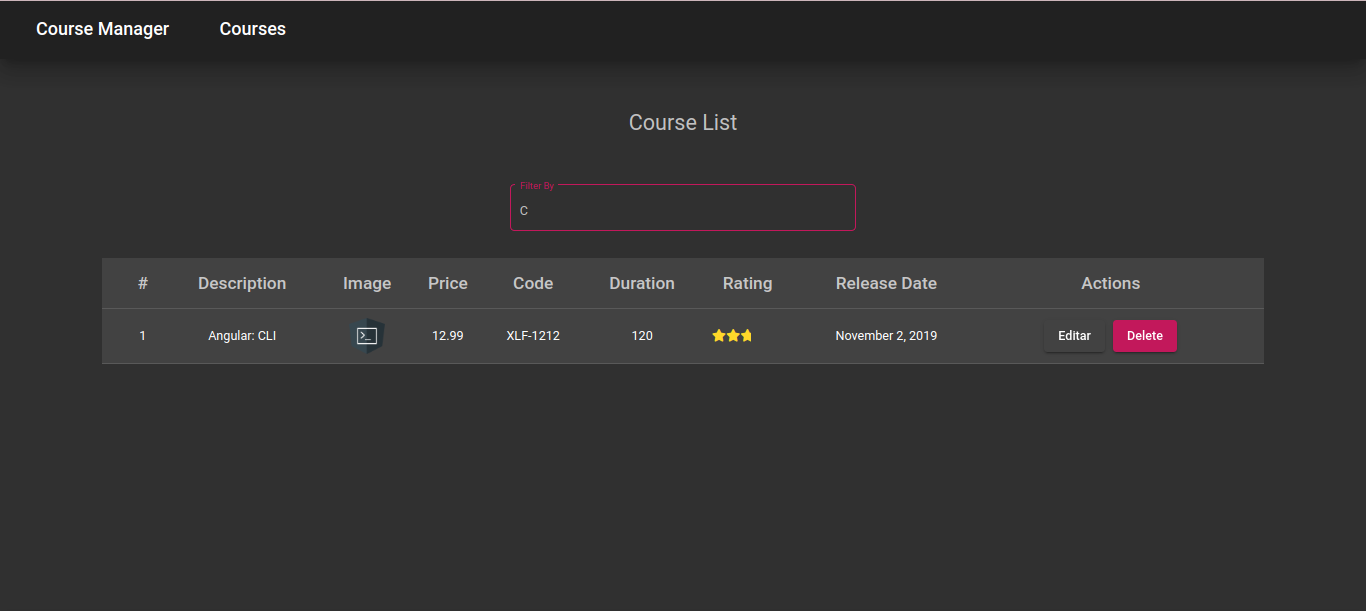 Course Manager Courses
Course List
Filter By
C
# Description Image Price Code Duration Rating Release Date Actions
1 Angular: CLI >_ 12.99 XLF-1212 120 November 2, 2019 Editar Delete